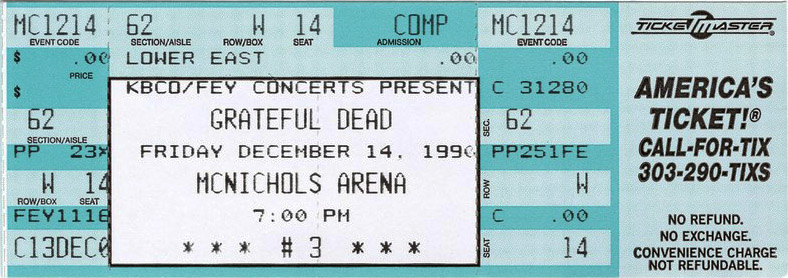 MC1214 62 W 14 COMP MC1214
EVENT CODE SECTION/AISLE ROW/BOX SEAT ADMISSION EVENT CODE
$ .00 LOWER EAST .00 .00
PRICE
$ KBCO/FEY CONCERTS PRESENT C 31280
62 GRATEFUL DEAD SEC. 62
SECTION/AISLE
PP 23× FRIDAY DECEMBER 14, 1990 PP251FE
W 14 MCNICHOLS ARENA ROW W
ROW/BOX SEAT
FEY1116 7:00 PM C .00
C13DEC0 * * * #3 * * * SEAT 14
TICKETMASTER®
AMERICA'S
TICKET!®
CALL-FOR-TIX
303-290-TIXS
NO REFUND.
NO EXCHANGE.
CONVENIENCE CHARGE
NOT REFUNDABLE.